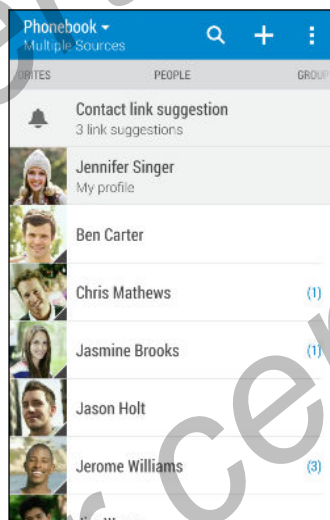 Phonebook
Multiple Sources
PEOPLE
Contact link suggestion
3 link suggestions
Jennifer Singer
My profile
Ben Carter
Chris Mathews (1)
Jasmine Brooks (1)
Jason Holt
Jerome Williams (3)